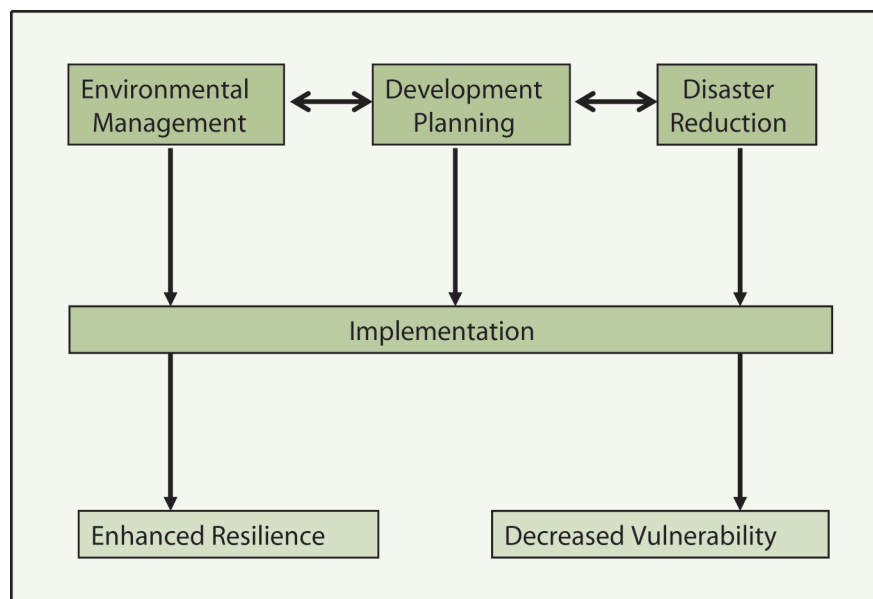 Environmental
Management
Development
Planning
Disaster
Reduction
Implementation
Enhanced Resilience
Decreased Vulnerability